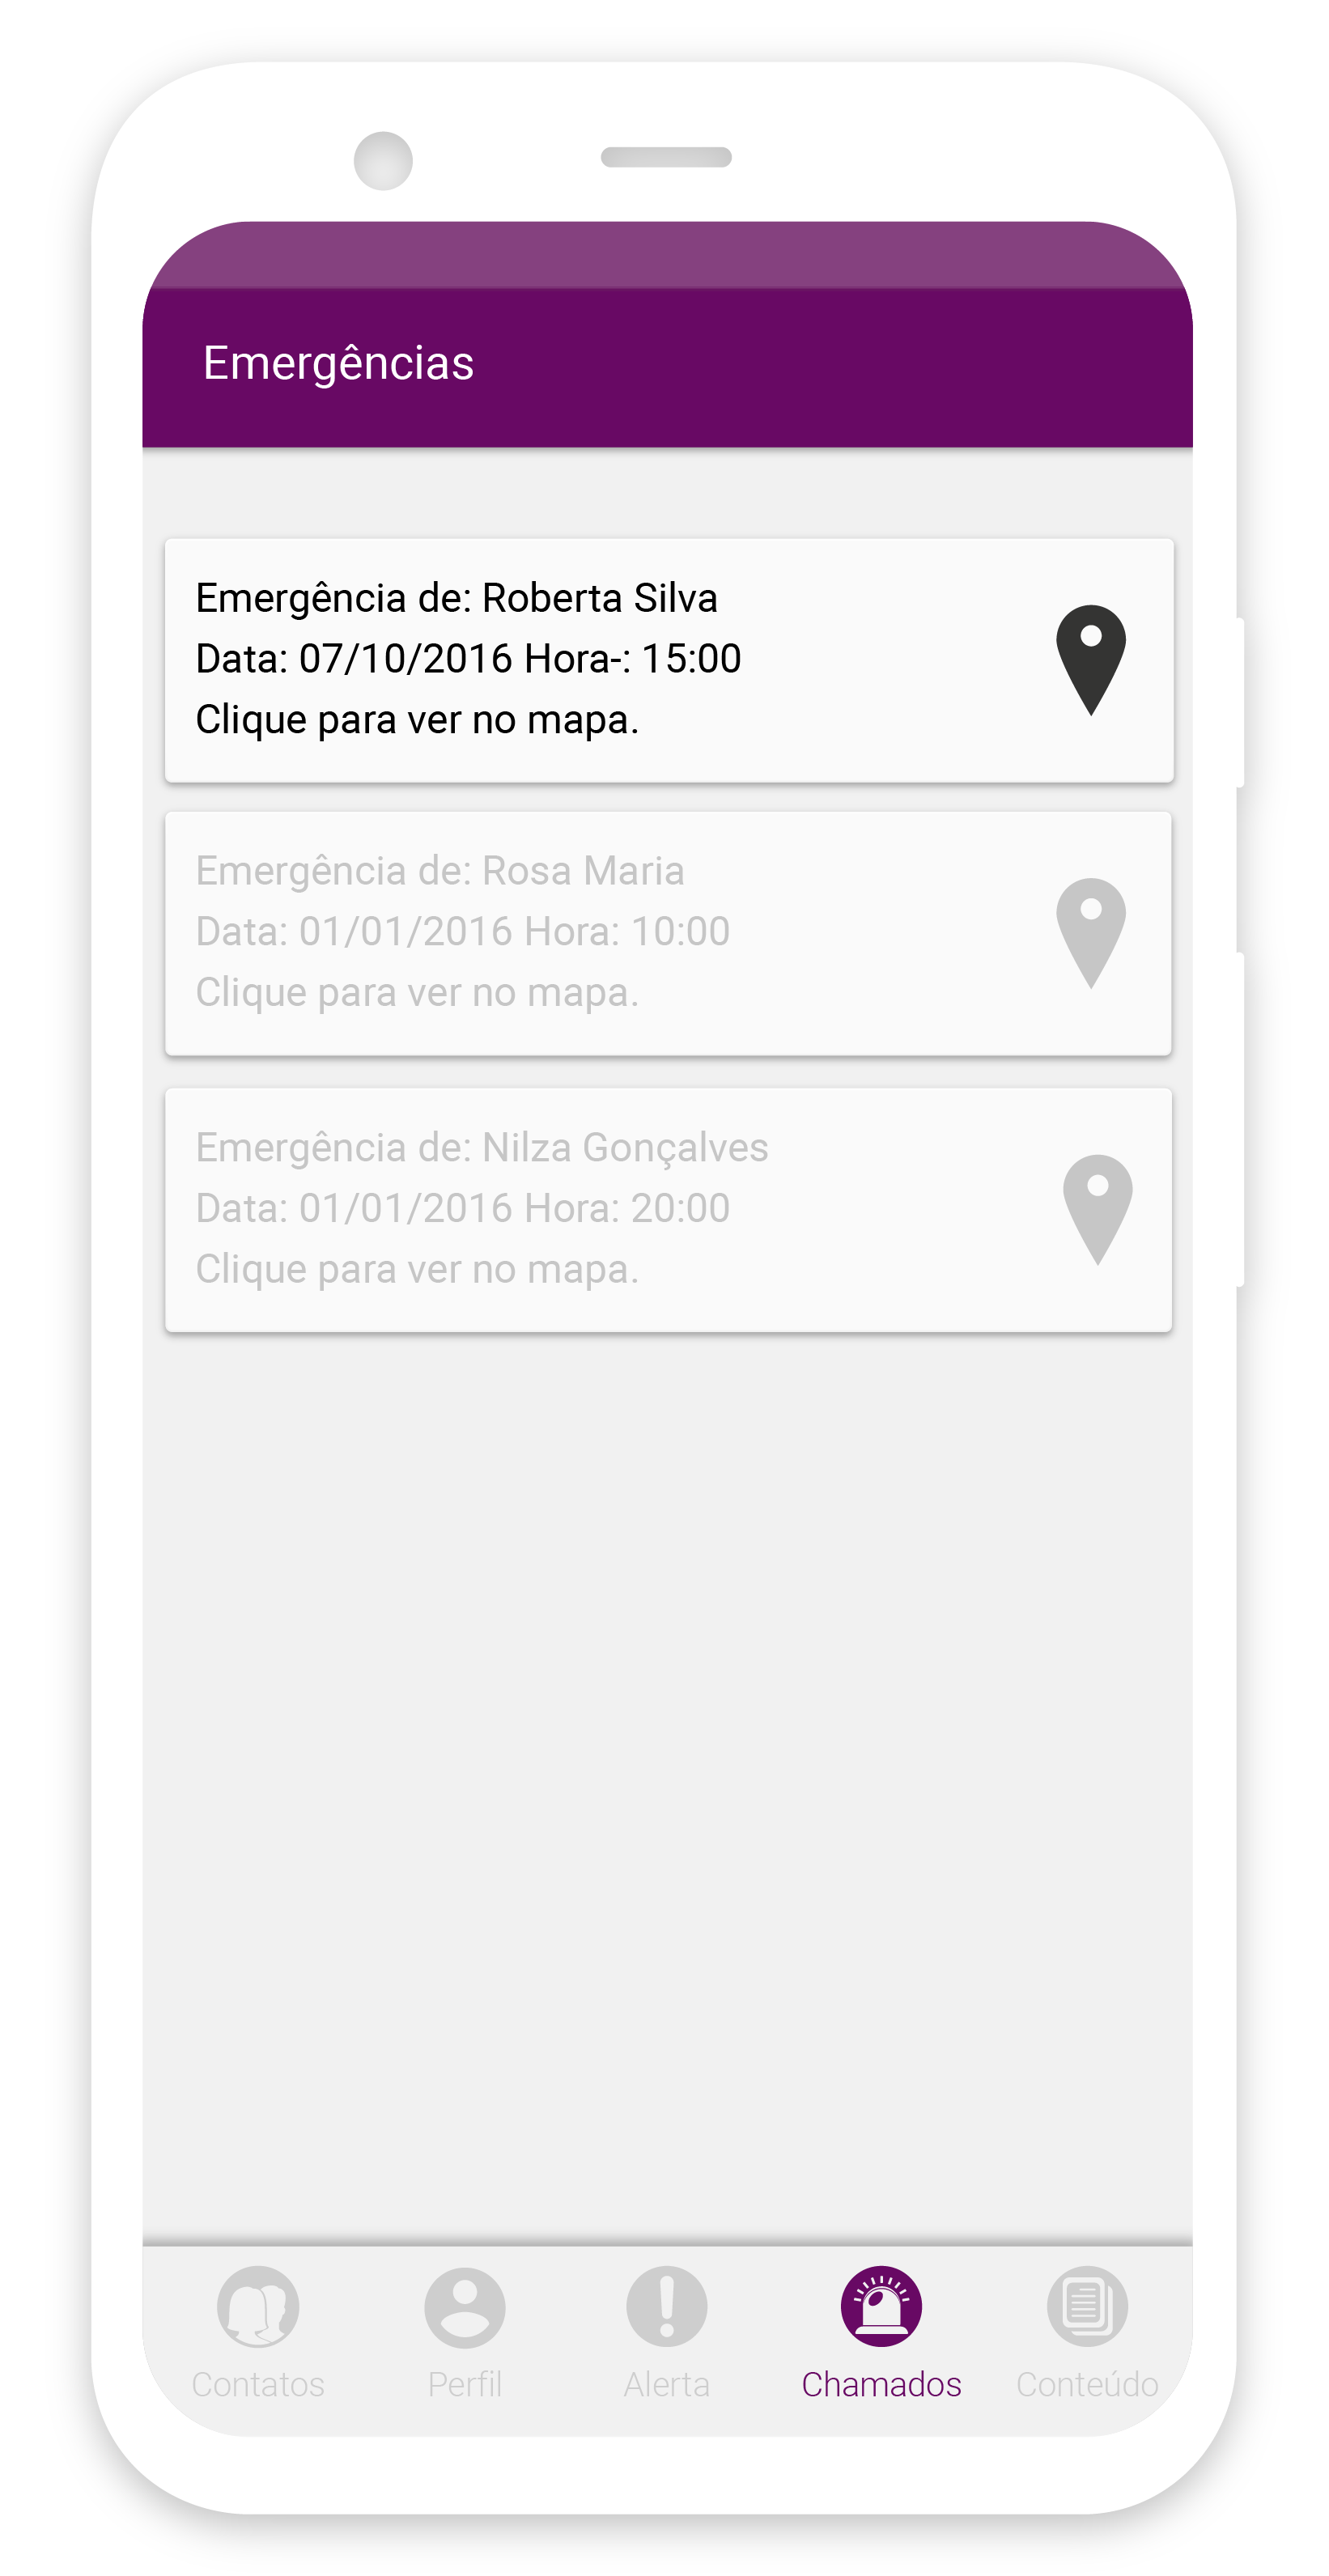 Emergências
Emergência de: Roberta Silva
Data: 07/10/2016 Hora-: 15:00
Clique para ver no mapa.
Emergência de: Rosa Maria
Data: 01/01/2016 Hora: 10:00
Clique para ver no mapa.
Emergência de: Nilza Gonçalves
Data: 01/01/2016 Hora: 20:00
Clique para ver no mapa.
Contatos Perfil Alerta Chamados Conteúdo